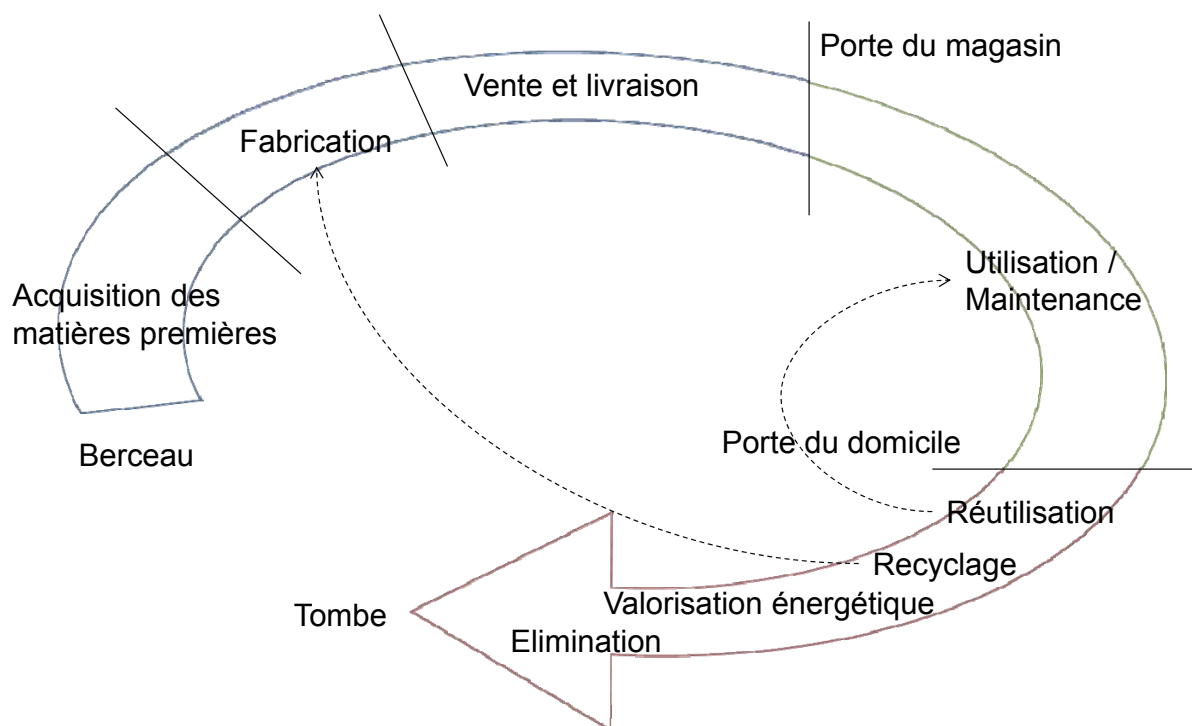 Porte du magasin
Vente et livraison
Fabrication
Utilisation /
Maintenance
Acquisition des
matières premières
Porte du domicile
Berceau
Réutilisation
Recyclage
Valorisation énergétique
Tombe
Elimination